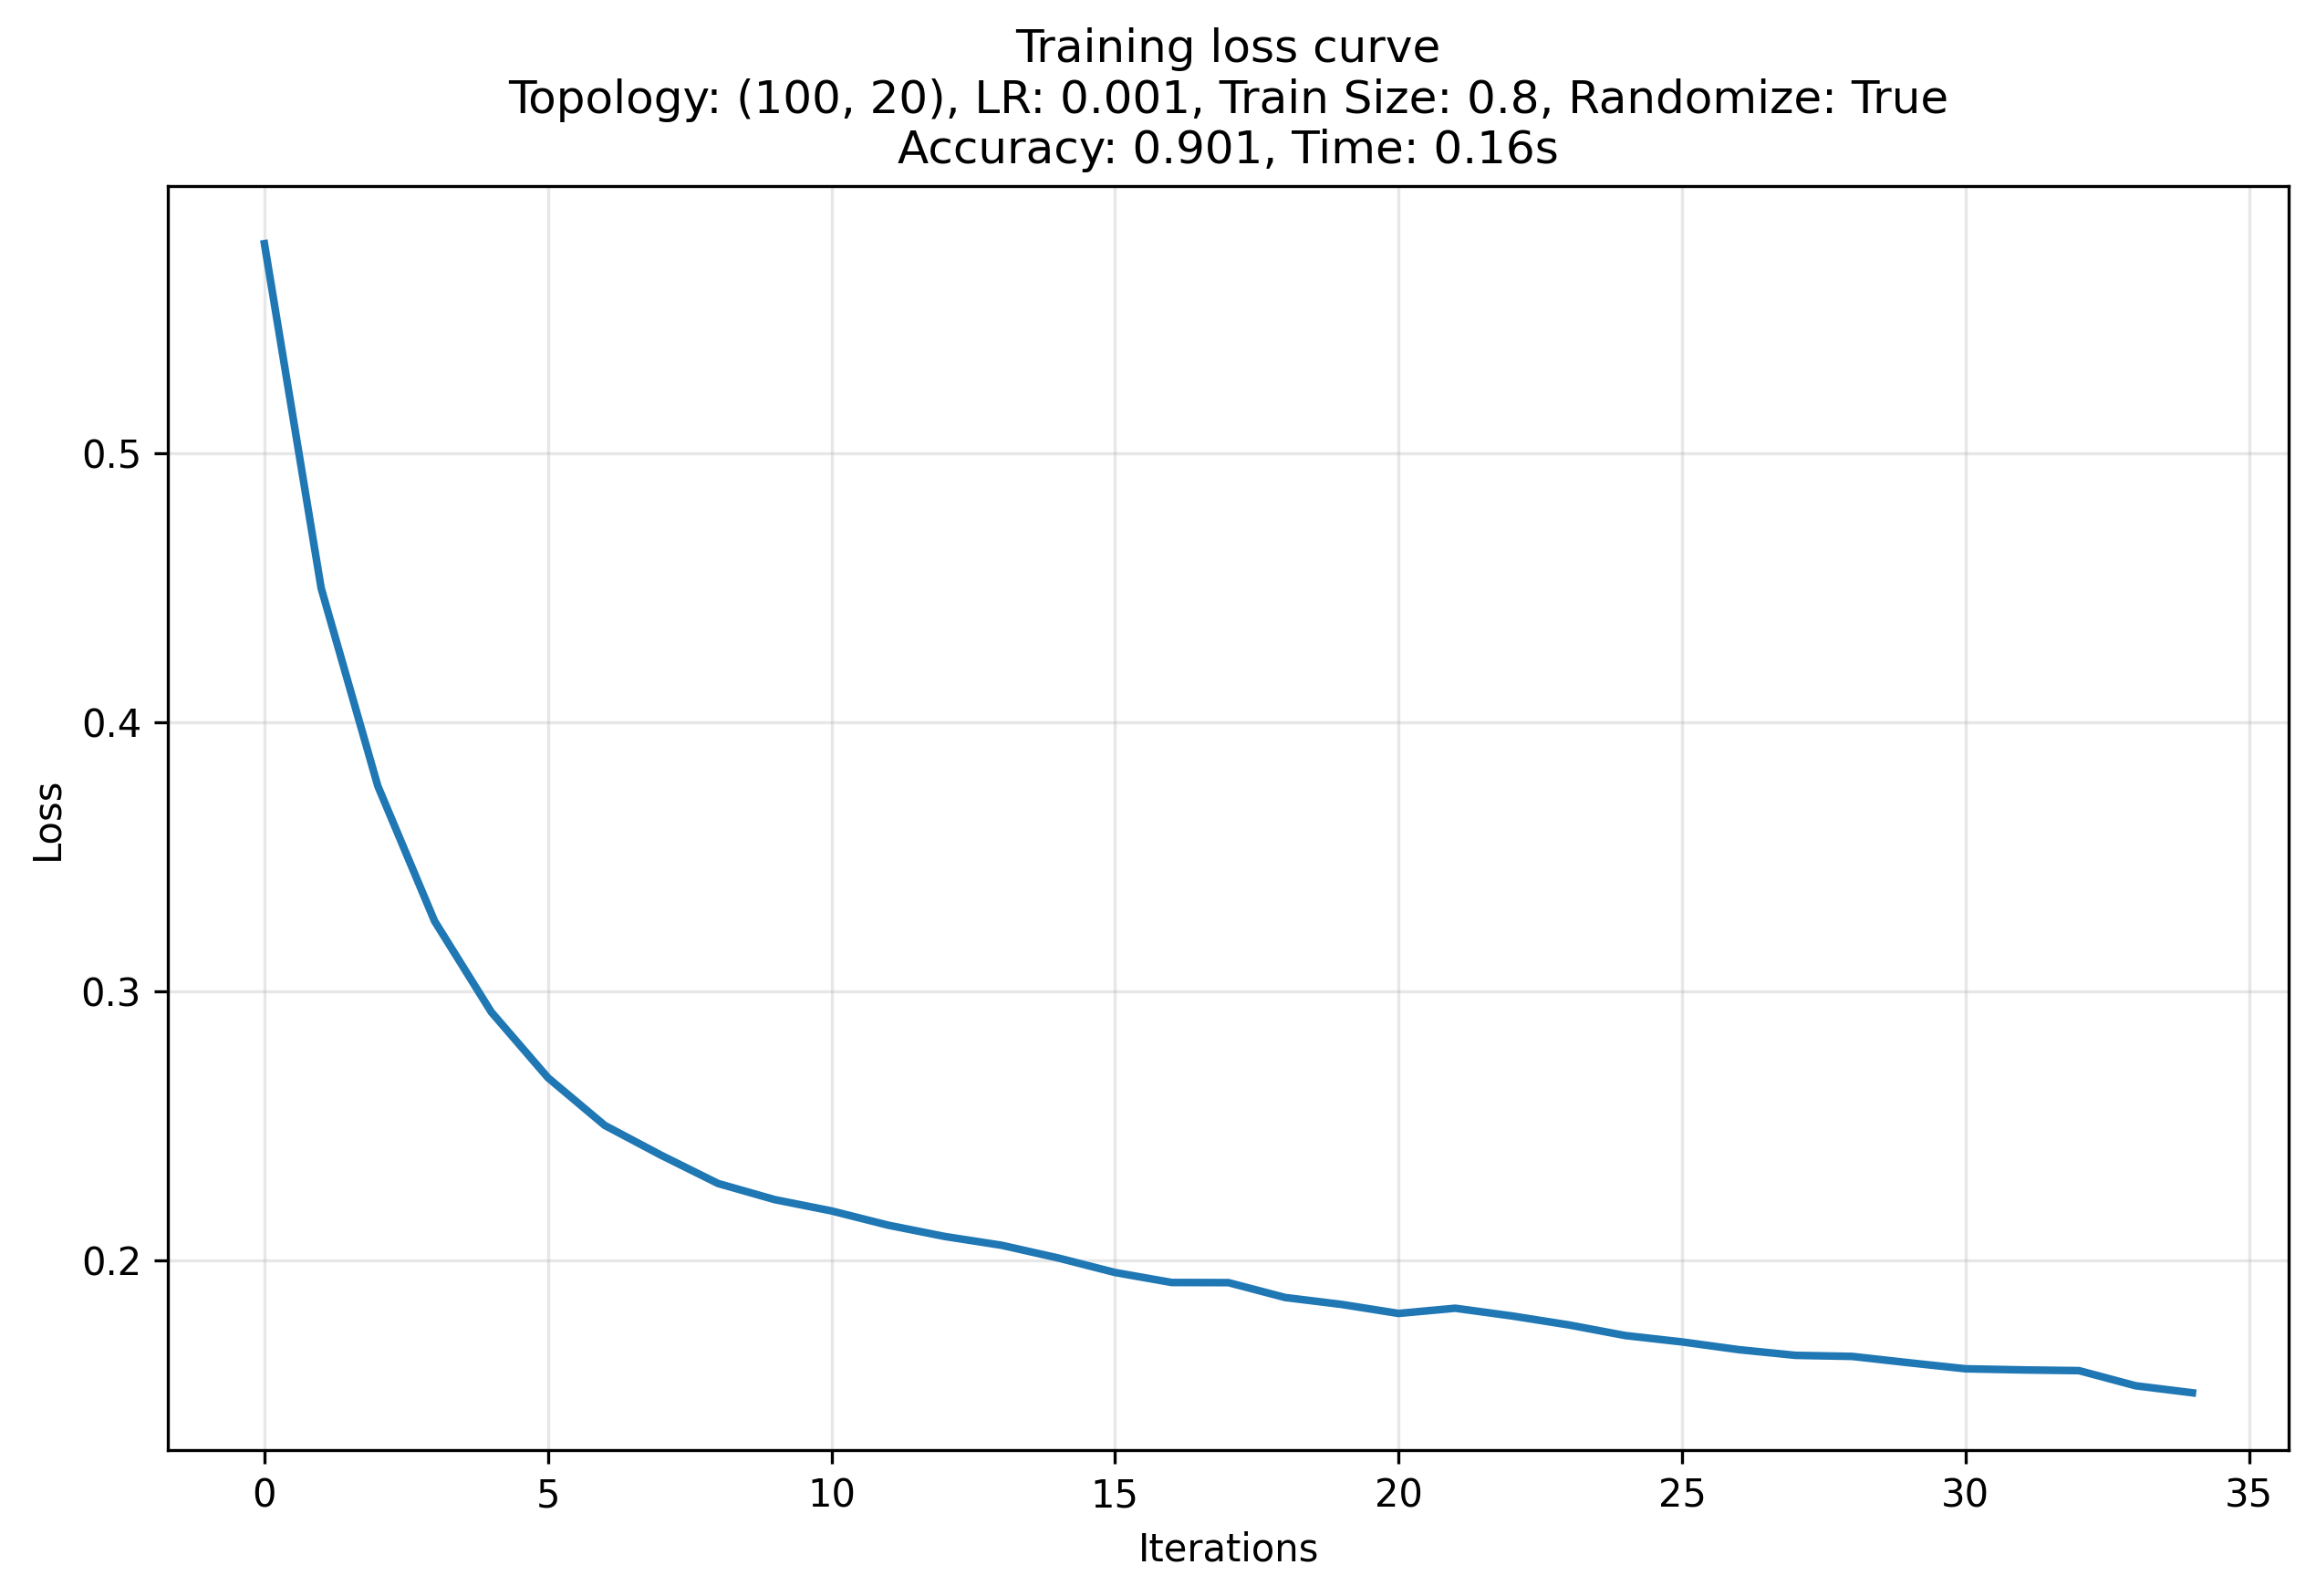 Training loss curve
Topology: (100, 20), LR: 0.001, Train Size: 0.8, Randomize: True
Accuracy: 0.901, Time: 0.16s
0.5
0.4
0.3
0.2
Loss
0 5 10 15 20 25 30 35
Iterations